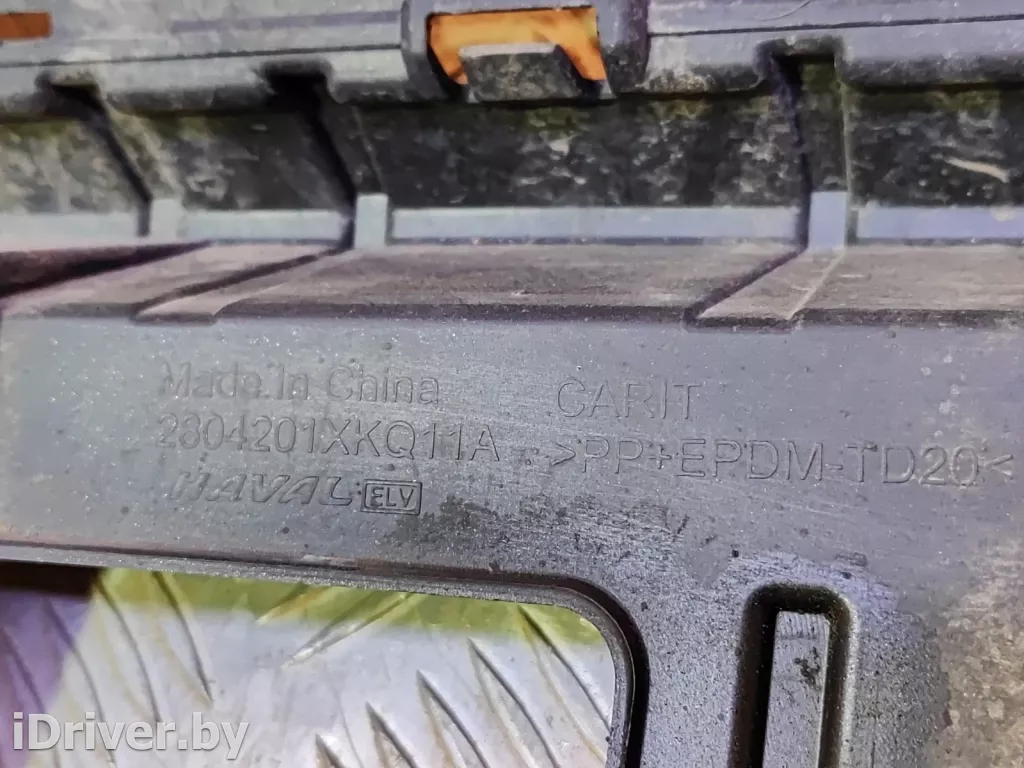 Made In China
2804201XKQ11A
HAVAL ELV
CARIT
>PP+EPDM-TD20<
iDriver.by